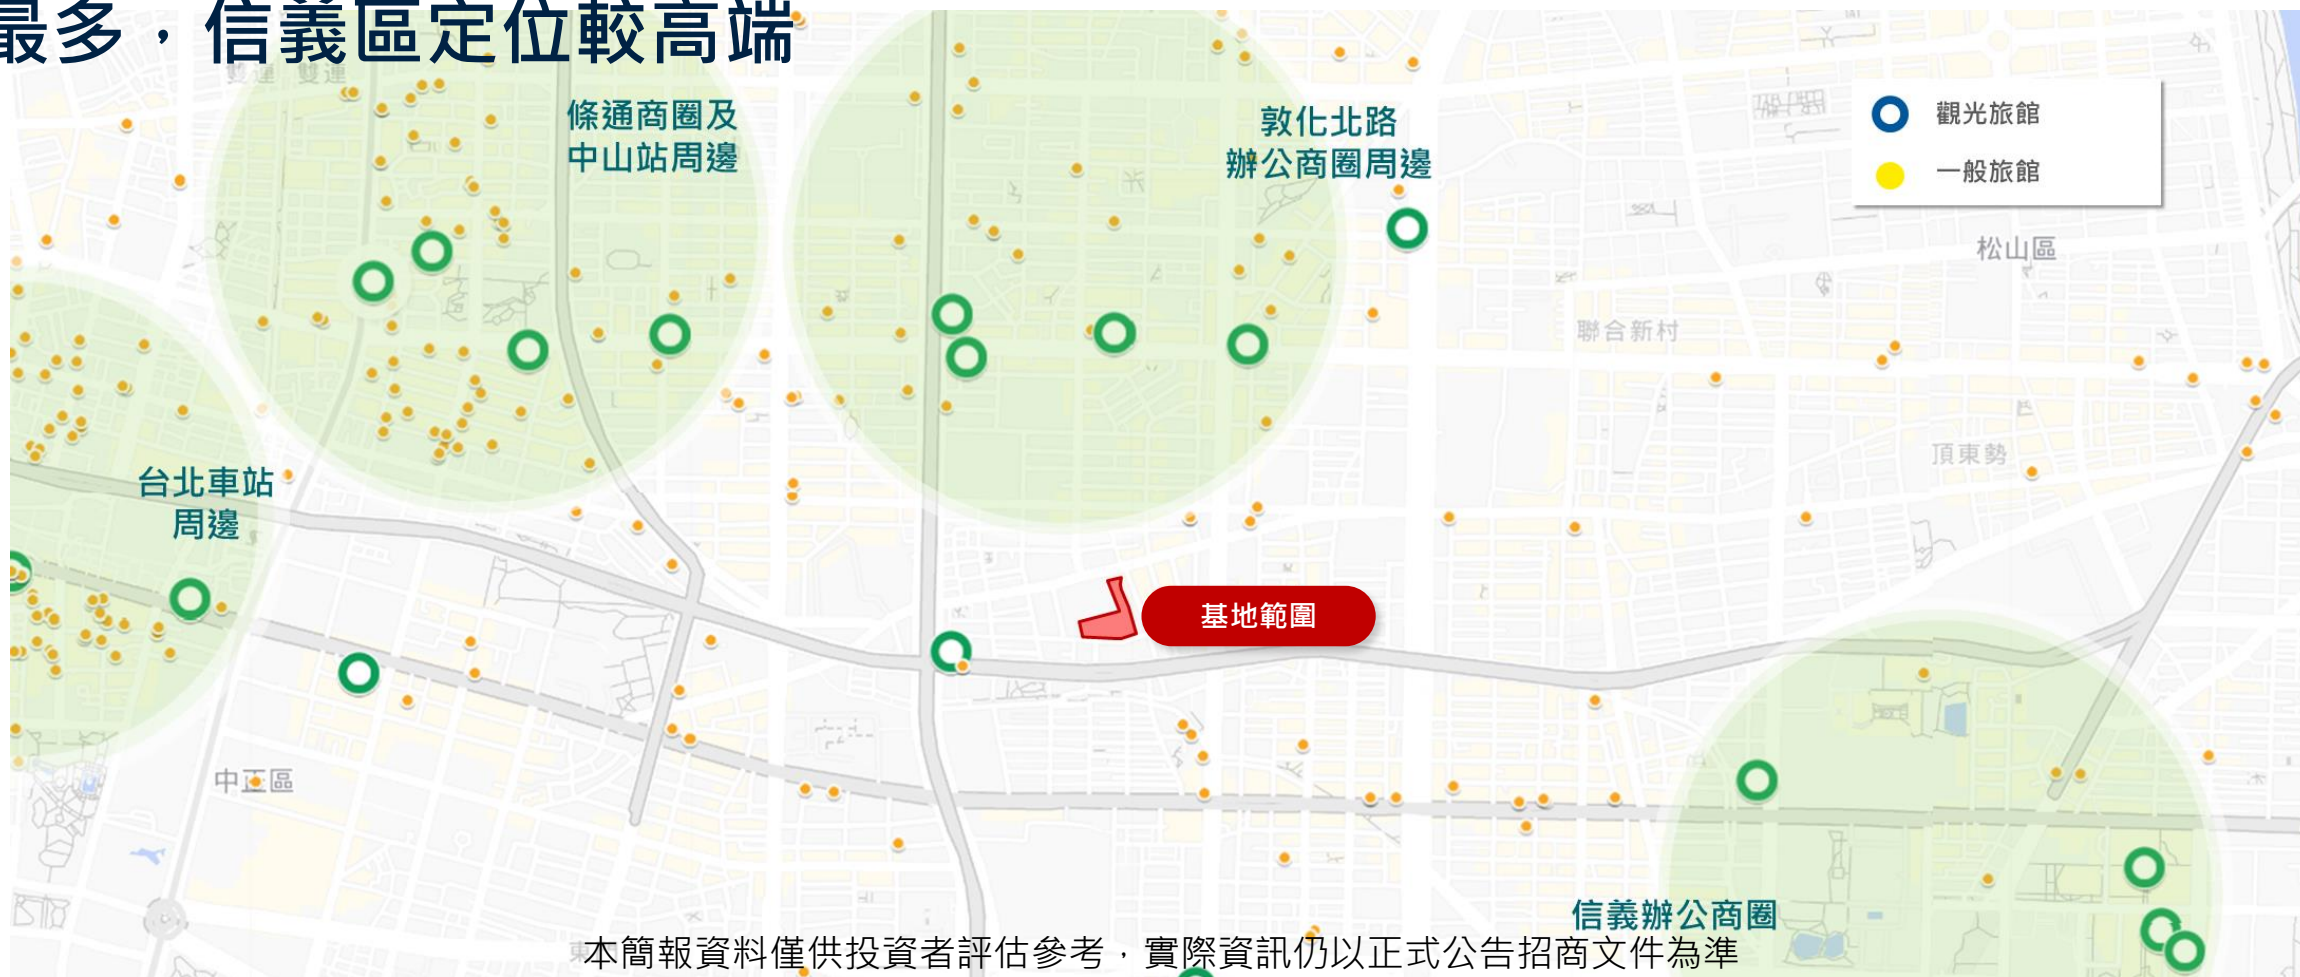 最多，信義區定位較高端
雙連 雙連
條通商圈及
中山站周邊
敦化北路
辦公商圈周邊
觀光旅館
一般旅館
松山區
聯合新村
頂東勢
台北車站
周邊
基地範圍
中正區
信義辦公商圈
東
本簡報資料僅供投資者評估參考，實際資訊仍以正式公告招商文件為準